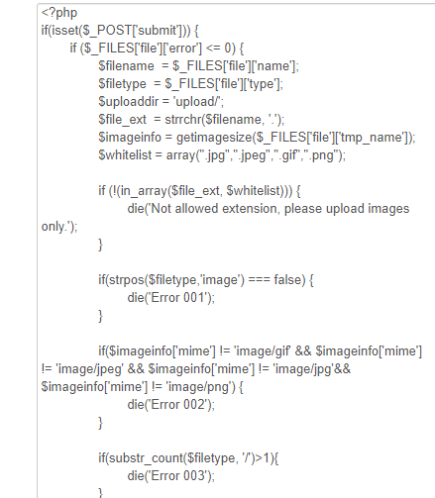 <?php
if(isset($_POST['submit'])) {
if ($_FILES['file']['error'] <= 0) {
$filename = $_FILES['file']['name'];
$filetype = $_FILES['file']['type'];
$uploaddir = 'upload/';
$file_ext = strrchr($filename, '.');
$imageinfo = getimagesize($_FILES['file']['tmp_name']);
$whitelist = array(".jpg",".jpeg",".gif",".png");
if (!(in_array($file_ext, $whitelist))) {
die('Not allowed extension, please upload images
only.');
}
if(strpos($filetype,'image') === false) {
die('Error 001');
}
if($imageinfo['mime'] != 'image/gif' && $imageinfo['mime']
!= 'image/jpeg' && $imageinfo['mime'] != 'image/jpg'&&
$imageinfo['mime'] != 'image/png') {
die('Error 002');
}
if(substr_count($filetype, '/')>1){
die('Error 003');
}